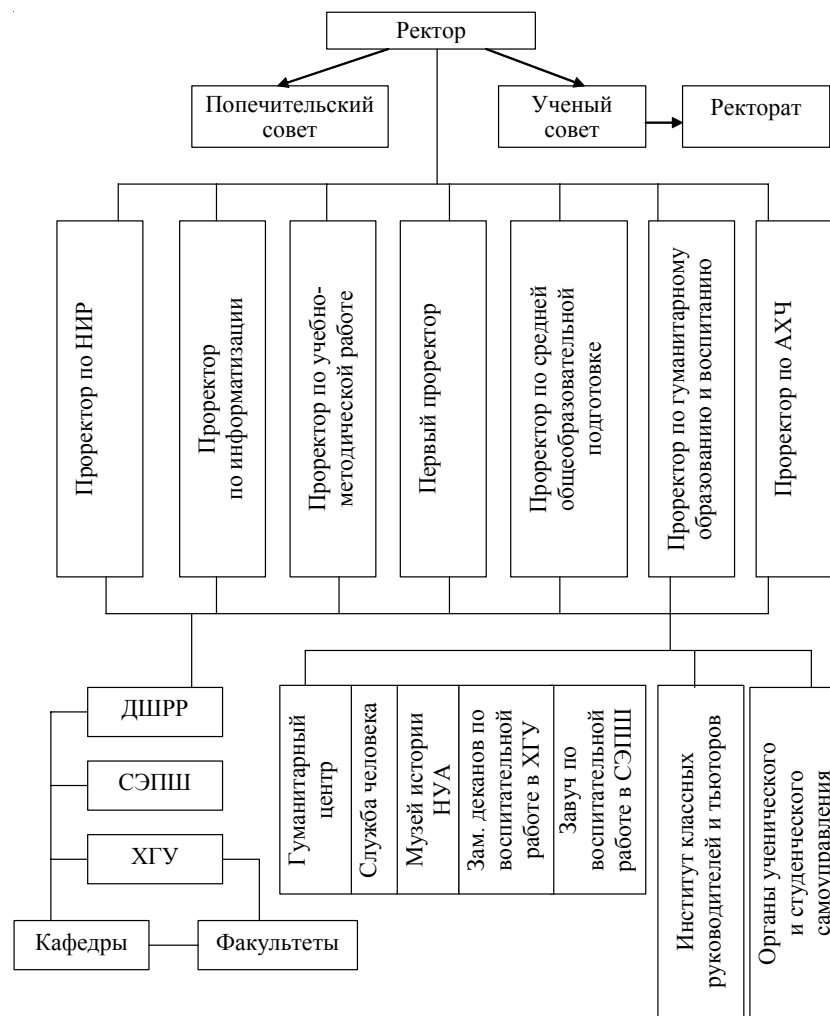 Ректор
Попечительский
совет
Ученый
совет
Ректорат
Проректор по НИР
Проректор
по информатизации
Проректор по учебно-
методической работе
Первый проректор
Проректор по средней
общеобразовательной
подготовке
Проректор по гуманитарному
образованию и воспитанию
Проректор по АХЧ
ДШРР
СЭПШ
ХГУ
Кафедры
Факультеты
Гуманитарный
центр
Служба человека
Музей истории
НУА
Зам. деканов по
воспитательной
работе в ХГУ
Завуч по
воспитательной
работе в СЭПШ
Институт классных
руководителей и тьюторов
Органы ученического
и студенческого
самоуправления